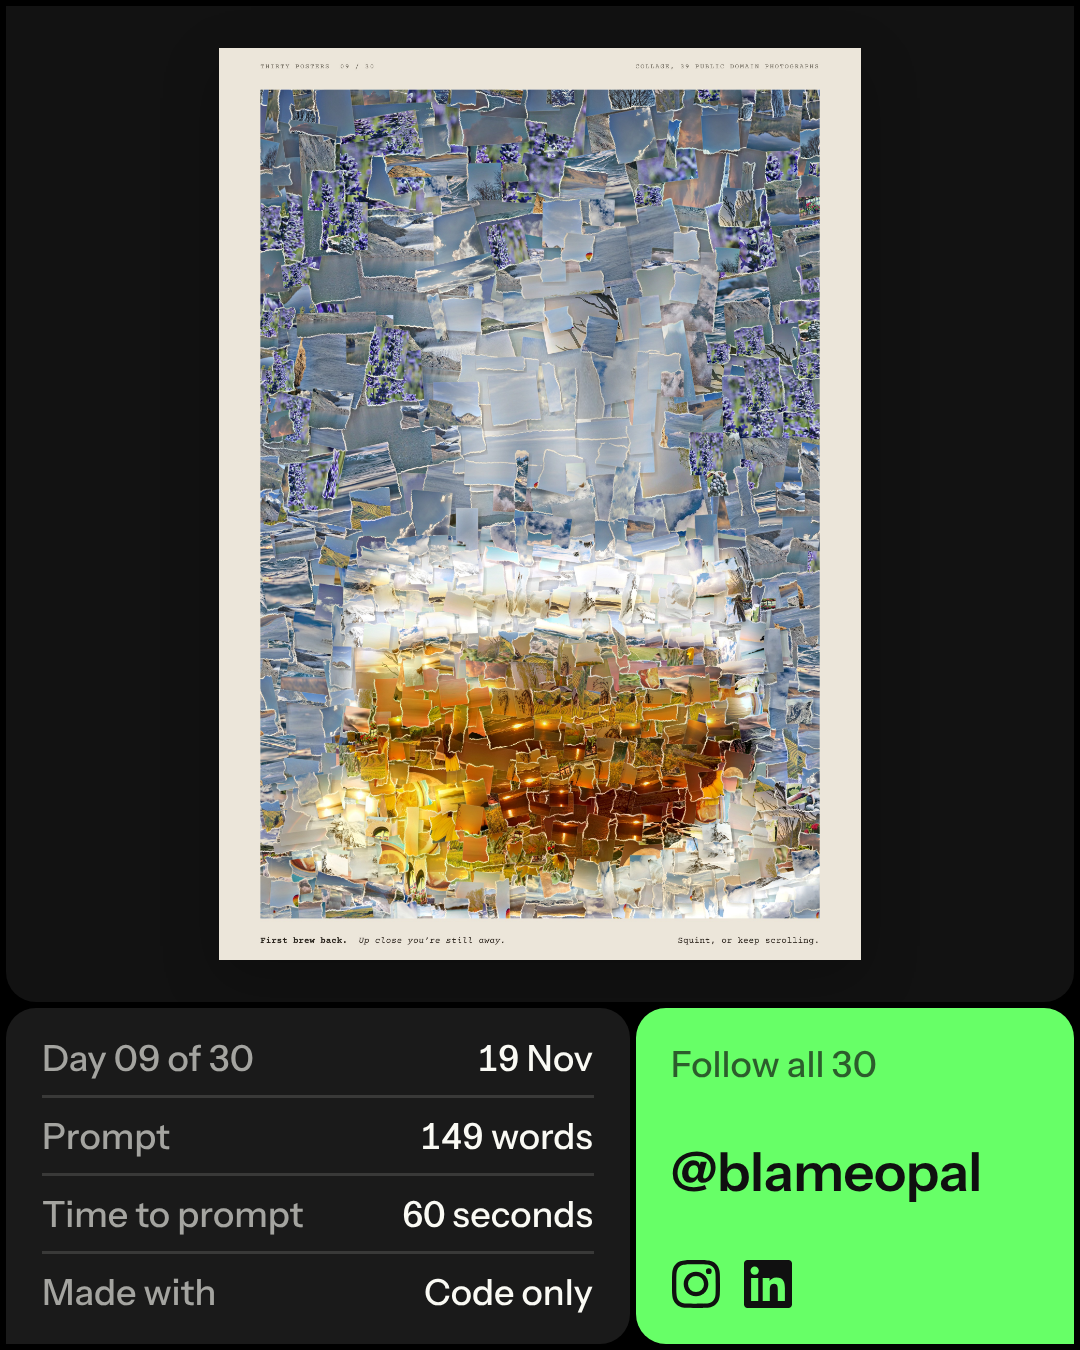 THIRTY POSTERS 09 / 30
COLLAGE, 39 PUBLIC DOMAIN PHOTOGRAPHS
First brew back. Up close you're still away.
Squint, or keep scrolling.
Day 09 of 30
19 Nov
Prompt
149 words
Time to prompt
60 seconds
Made with
Code only
Follow all 30
@blameopal